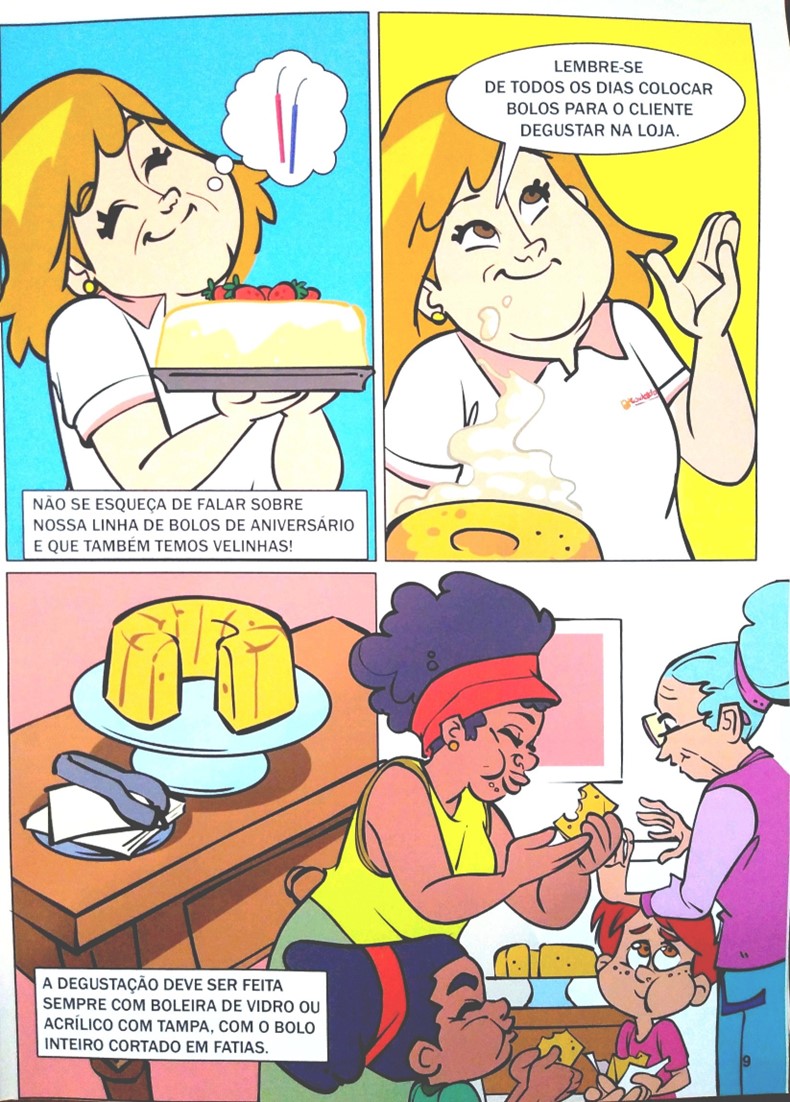 LEMBRE-SE
DE TODOS OS DIAS COLOCAR
BOLOS PARA O CLIENTE
DEGUSTAR NA LOJA.
NÃO SE ESQUEÇA DE FALAR SOBRE
NOSSA LINHA DE BOLOS DE ANIVERSÁRIO
E QUE TAMBÉM TEMOS VELINHAS!
A DEGUSTAÇÃO DEVE SER FEITA
SEMPRE COM BOLEIRA DE VIDRO OU
ACRÍLICO COM TAMPA, COM O BOLO
INTEIRO CORTADO EM FATIAS.
9